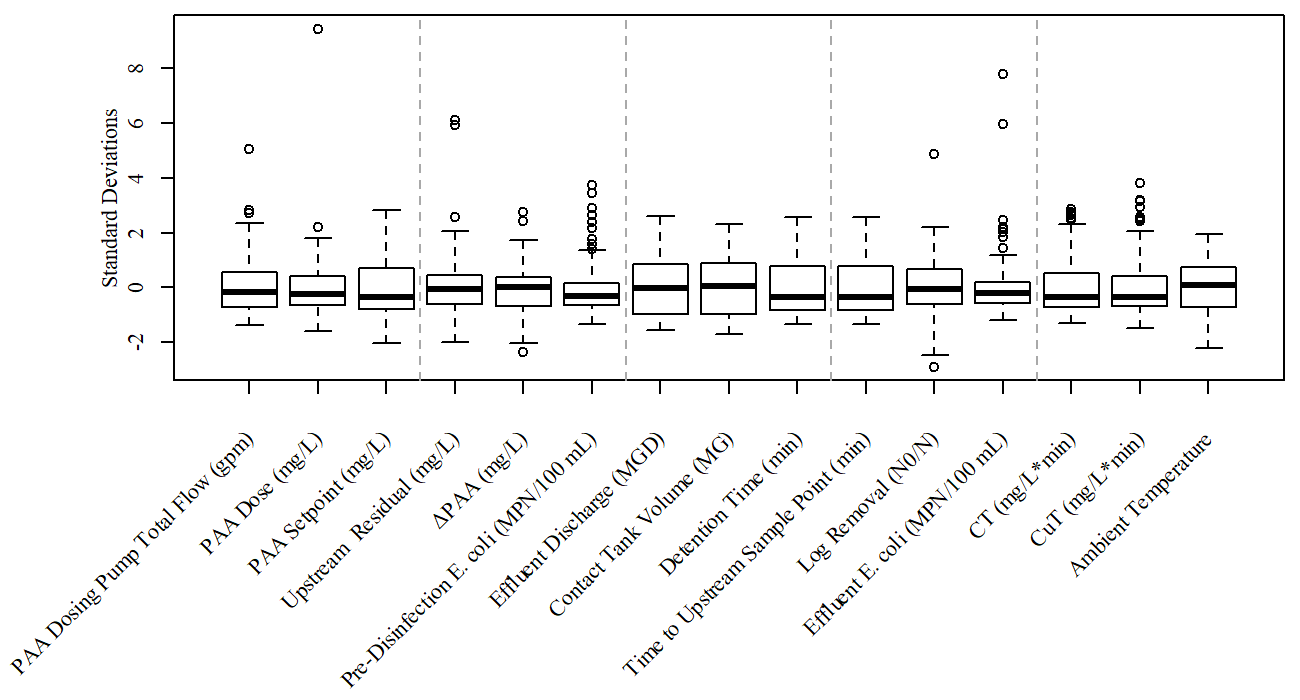 Standard Deviations
8
6
4
2
0
-2
PAA Dosing Pump Total Flow (gpm)
PAA Dose (mg/L)
PAA Setpoint (mg/L)
Upstream Residual (mg/L)
ΔPAA (mg/L)
Pre-Disinfection E. coli (MPN/100 mL)
Effluent Discharge (MGD)
Contact Tank Volume (MG)
Detention Time (min)
Time to Upstream Sample Point (min)
Log Removal (N0/N)
Effluent E. coli (MPN/100 mL)
CT (mg/L*min)
CuT (mg/L*min)
Ambient Temperature